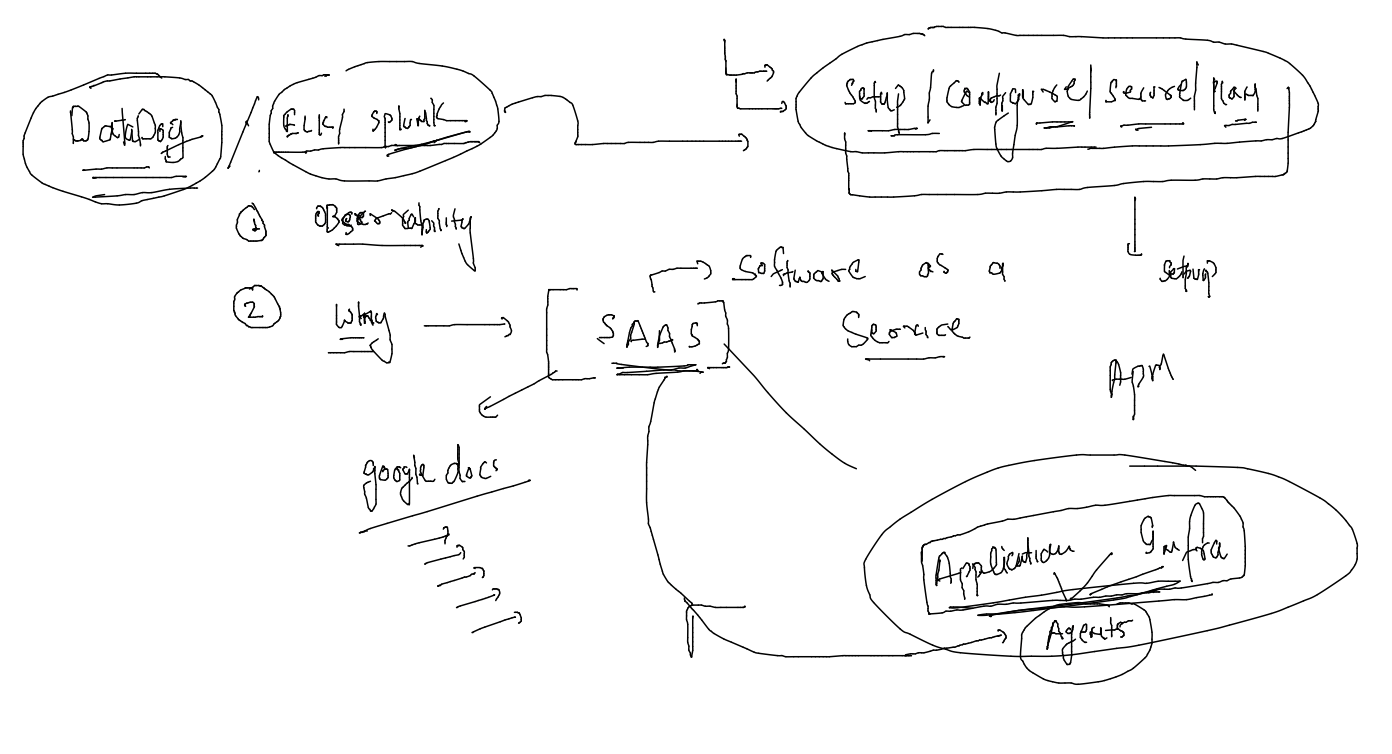 DataDog / ELK/ Splunk
Setup / Configure / Secure / Plan
1 Observability
setup
2 Why
SAAS
Software as a
Service
APM
google docs
Application Infra
Agents